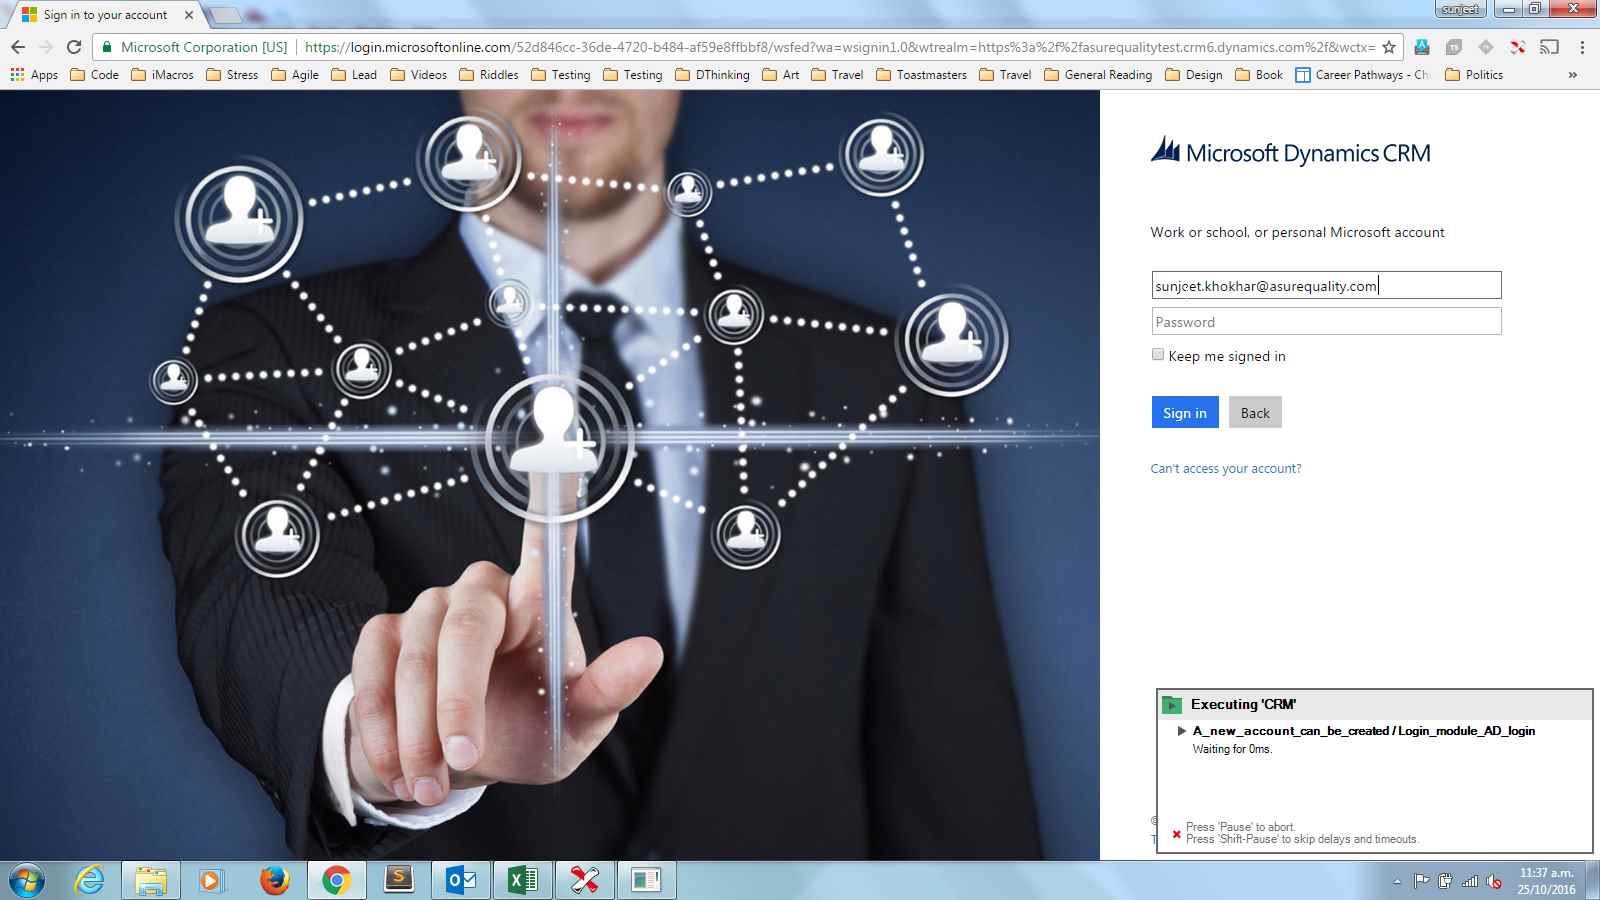 Sign in to your account
sunjeet
Microsoft Corporation [US]
https://login.microsoftonline.com/52d846cc-36de-4720-b484-af59e8ffbbf8/wsfed?wa=wsignin1.0&wtrealm=https%3a%2f%2fasurequalitytest.crm6.dynamics.com%2f&wctx=
Apps Code iMacros Stress Agile Lead Videos Riddles Testing Testing DThinking Art Travel Toastmasters Travel General Reading Design Book Career Pathways - Politics »
Microsoft Dynamics CRM
Work or school, or personal Microsoft account
sunjeet.khokhar@asurequality.com
Password
Keep me signed in
Sign in Back
Can't access your account?
Executing 'CRM'
A_new_account_can_be_created / Login_module_AD_login
Waiting for 0ms.
Press 'Pause' to abort.
Press 'Shift-Pause' to skip delays and timeouts.
11:37 a.m.
25/10/2016